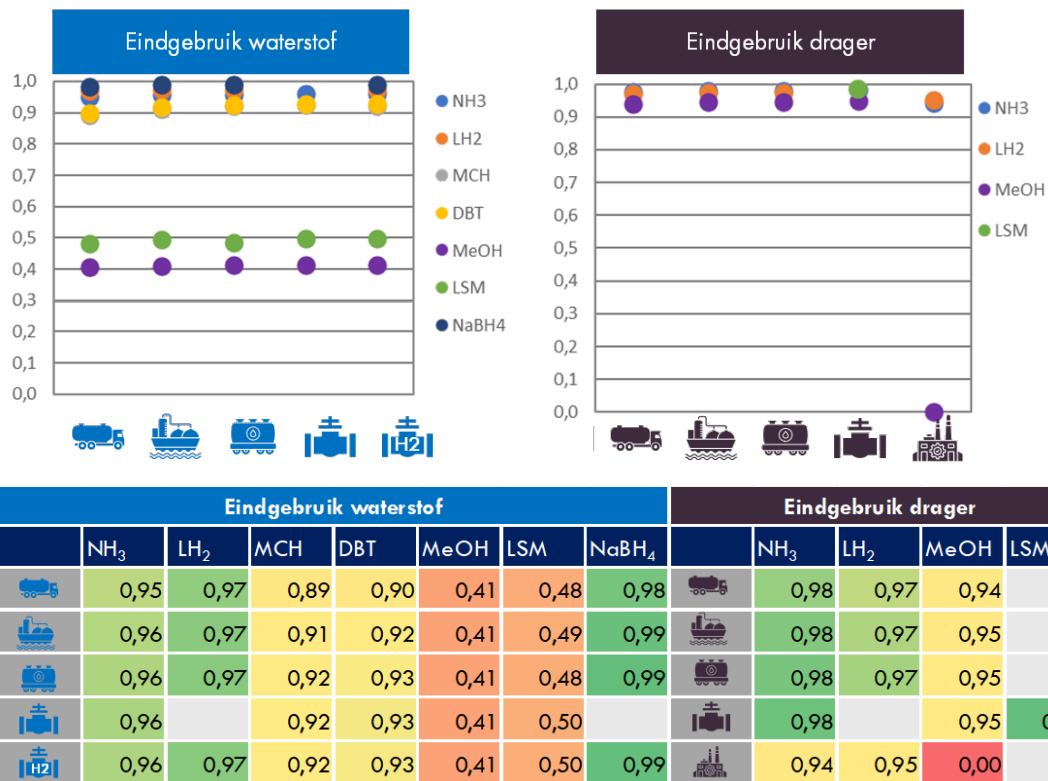 Eindgebruik waterstof
1,0
0,9
0,8
0,7
0,6
0,5
0,4
0,3
0,2
0,1
0,0
NH3
LH2
MCH
DBT
MeOH
LSM
NaBH4
H2
Eindgebruik drager
1,0
0,9
0,8
0,7
0,6
0,5
0,4
0,3
0,2
0,1
0,0
NH3
LH2
MeOH
LSM
Eindgebruik waterstof Eindgebruik drager
NH₃ LH₂ MCH DBT MeOH LSM NaBH₄ NH₃ LH₂ MeOH LSM
0,95 0,97 0,89 0,90 0,41 0,48 0,98 0,98 0,97 0,94
0,96 0,97 0,91 0,92 0,41 0,49 0,99 0,98 0,97 0,95
0,96 0,97 0,92 0,93 0,41 0,48 0,99 0,98 0,97 0,95
0,96 0,92 0,93 0,41 0,50 0,98 0,95
H2 0,96 0,97 0,92 0,93 0,41 0,50 0,99 0,94 0,95 0,00